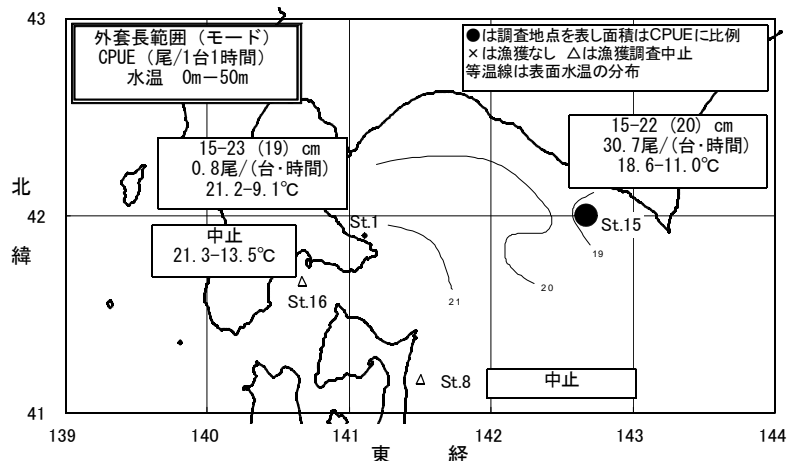 43
外套長範囲（モード）
CPUE（尾/1台1時間）
水温　0m－50m
●は調査地点を表し面積はCPUEに比例
×は漁獲なし　△は漁獲調査中止
等温線は表面水温の分布
15-23 (19) cm
0.8尾/(台・時間)
21.2-9.1℃
15-22 (20) cm
30.7尾/(台・時間)
18.6-11.0℃
北
緯
42
St.1
St.15
中止
21.3-13.5℃
19
20
21
St.16
St.8
中止
41
139
140
141
142
143
144
東　経